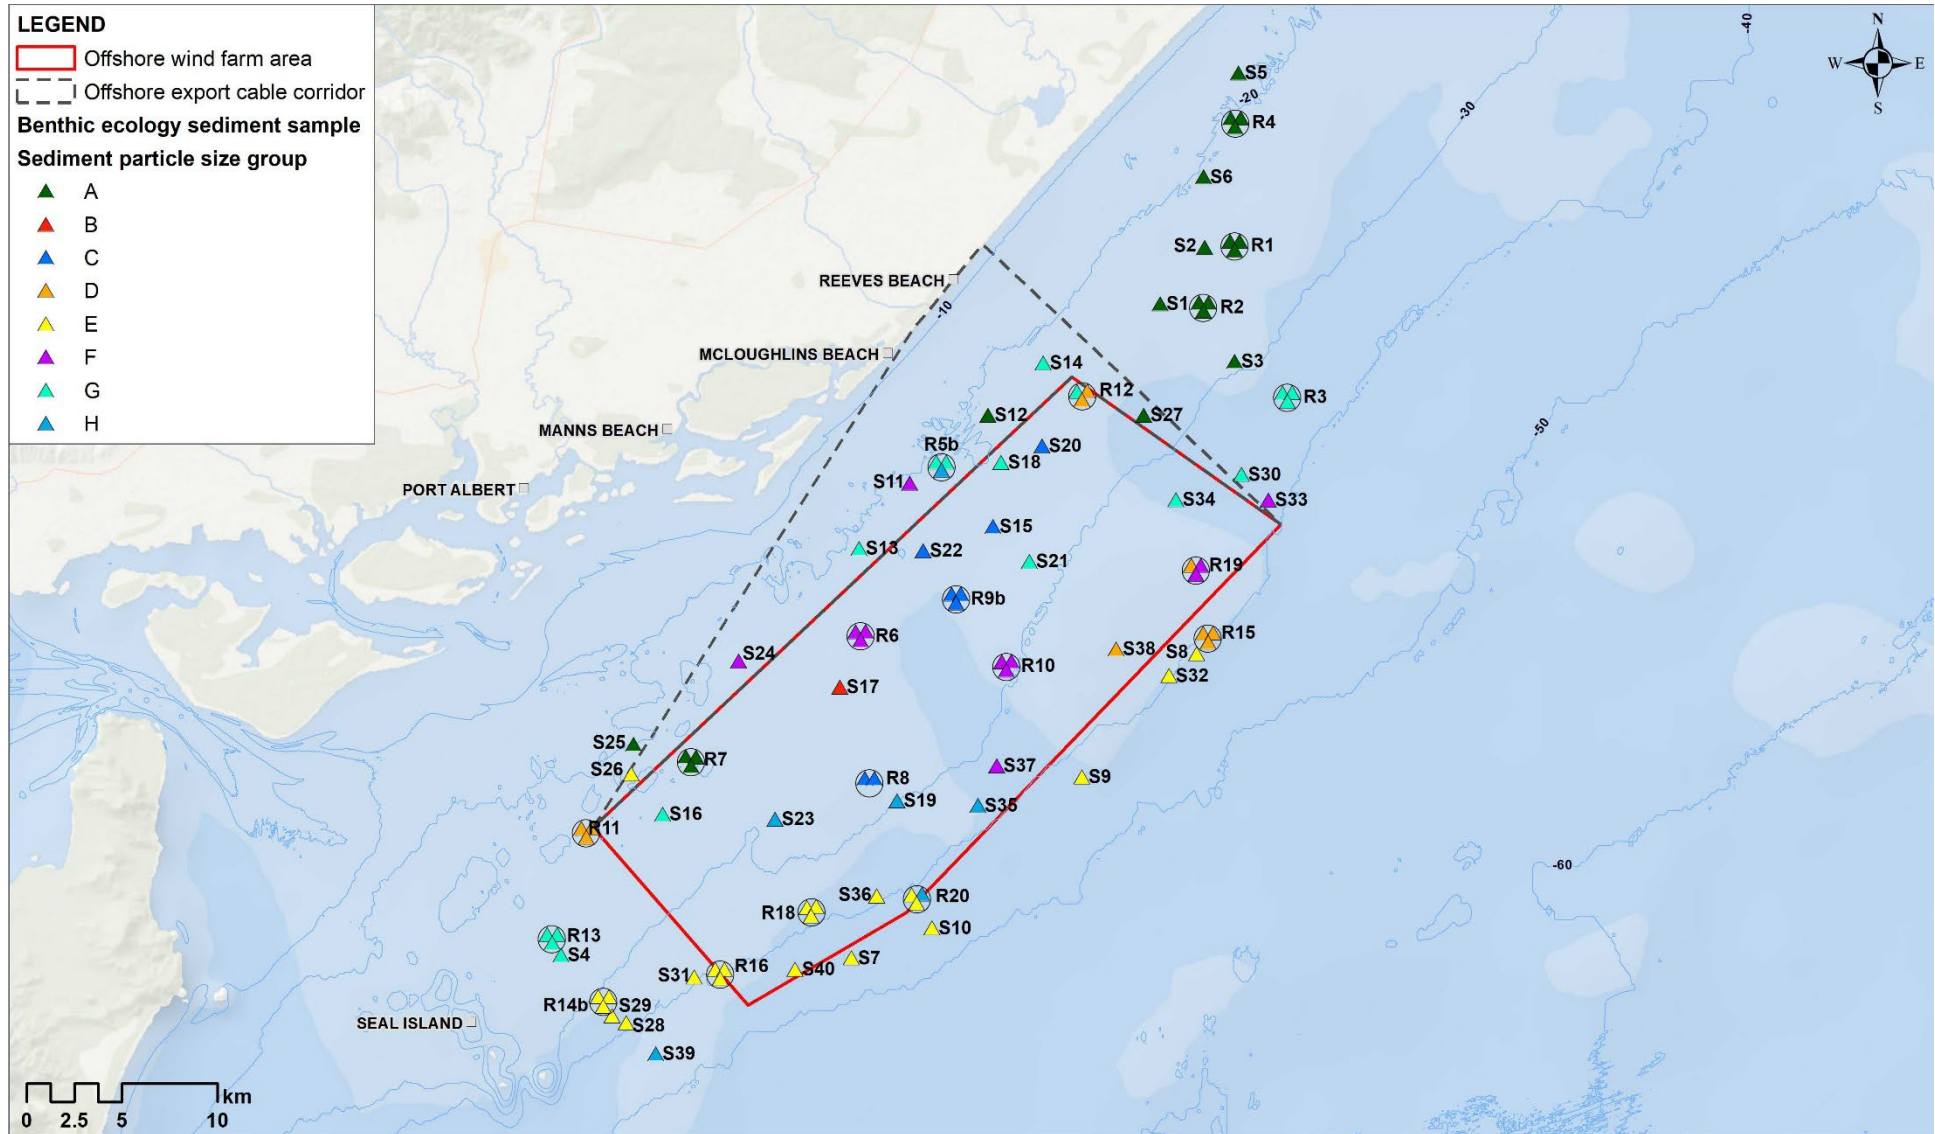 LEGEND
Offshore wind farm area
Offshore export cable corridor
Benthic ecology sediment sample
Sediment particle size group
A
B
C
D
E
F
G
H
N
W E
S
-40
S5
-20
R4
-30
S6
S2
R1
REEVES BEACH
-10
S1
R2
MCLOUGHLINS BEACH
S14
S3
R12
R3
S12
S27
MANNS BEACH
-50
R5b
S20
S18
S11
S30
PORT ALBERT
S34
S33
S13
S22
S15
S21
R19
R9b
R6
R15
S24
R10
S38
S8
S32
S17
S25
R7
S26
S37
S9
R8
S19
S35
S16
S23
R11
-60
S36
R20
R18
S10
R13
S4
S7
R16
S40
S31
R14b
S29
SEAL ISLAND
S28
S39
km
0 2.5 5 10